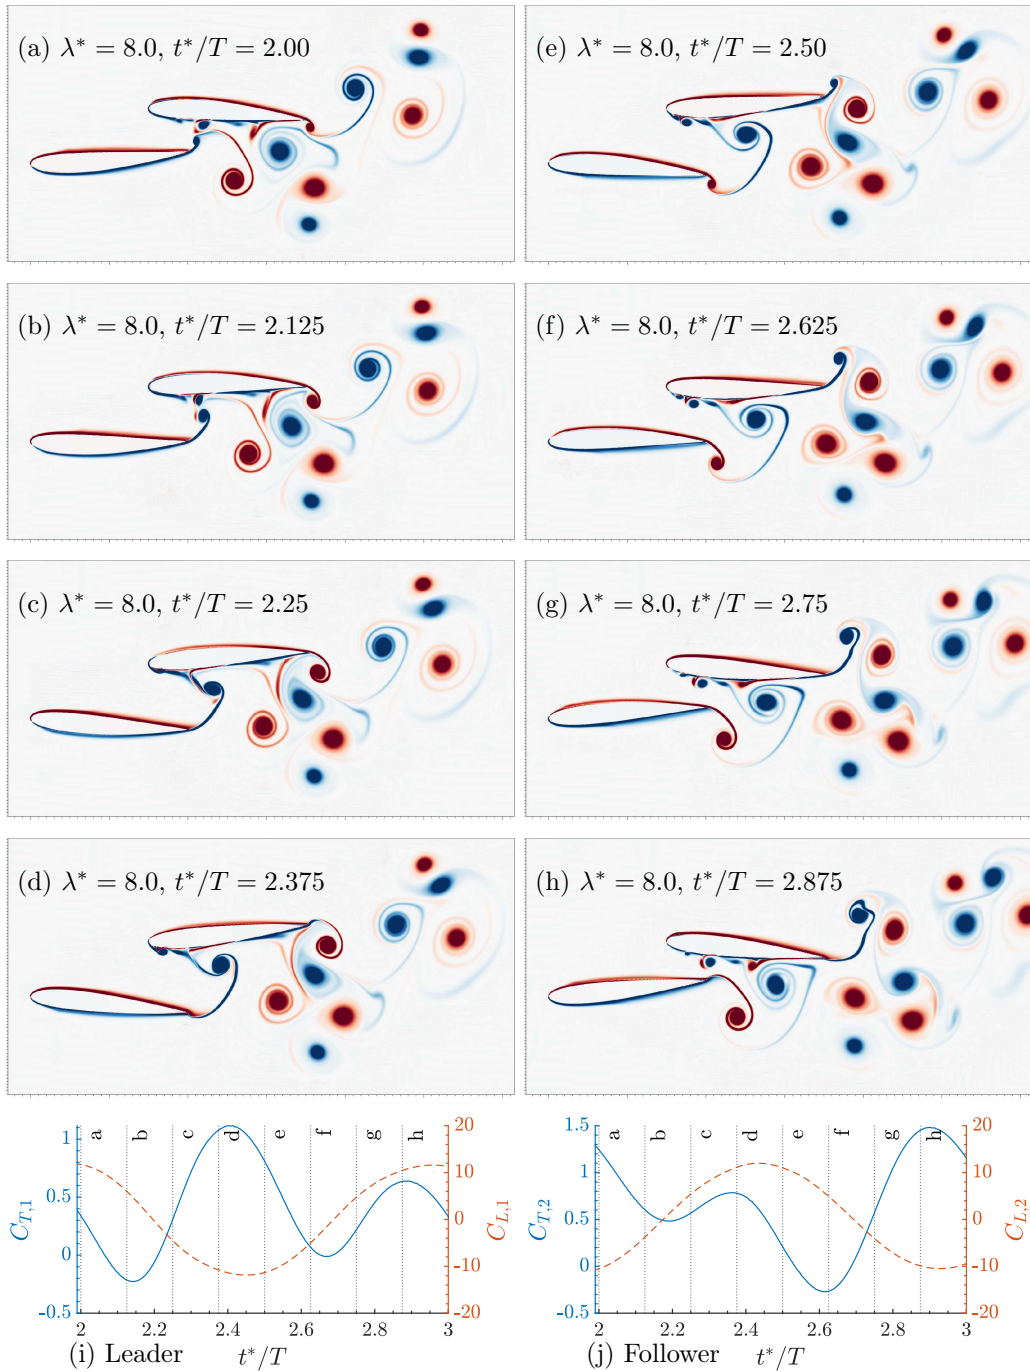 (a) λ* = 8.0, t*/T = 2.00
(e) λ* = 8.0, t*/T = 2.50
(b) λ* = 8.0, t*/T = 2.125
(f) λ* = 8.0, t*/T = 2.625
(c) λ* = 8.0, t*/T = 2.25
(g) λ* = 8.0, t*/T = 2.75
(d) λ* = 8.0, t*/T = 2.375
(h) λ* = 8.0, t*/T = 2.875
1
0.5
0
-0.5
C_{T,1}
a b c d e f g h
20
10
0
-10
-20
C_{L,1}
2 2.2 2.4 2.6 2.8 3
(i) Leader t*/T
1.5
1
0.5
0
-0.5
C_{T,2}
a b c d e f g h
20
10
0
-10
-20
C_{L,2}
2 2.2 2.4 2.6 2.8 3
(j) Follower t*/T